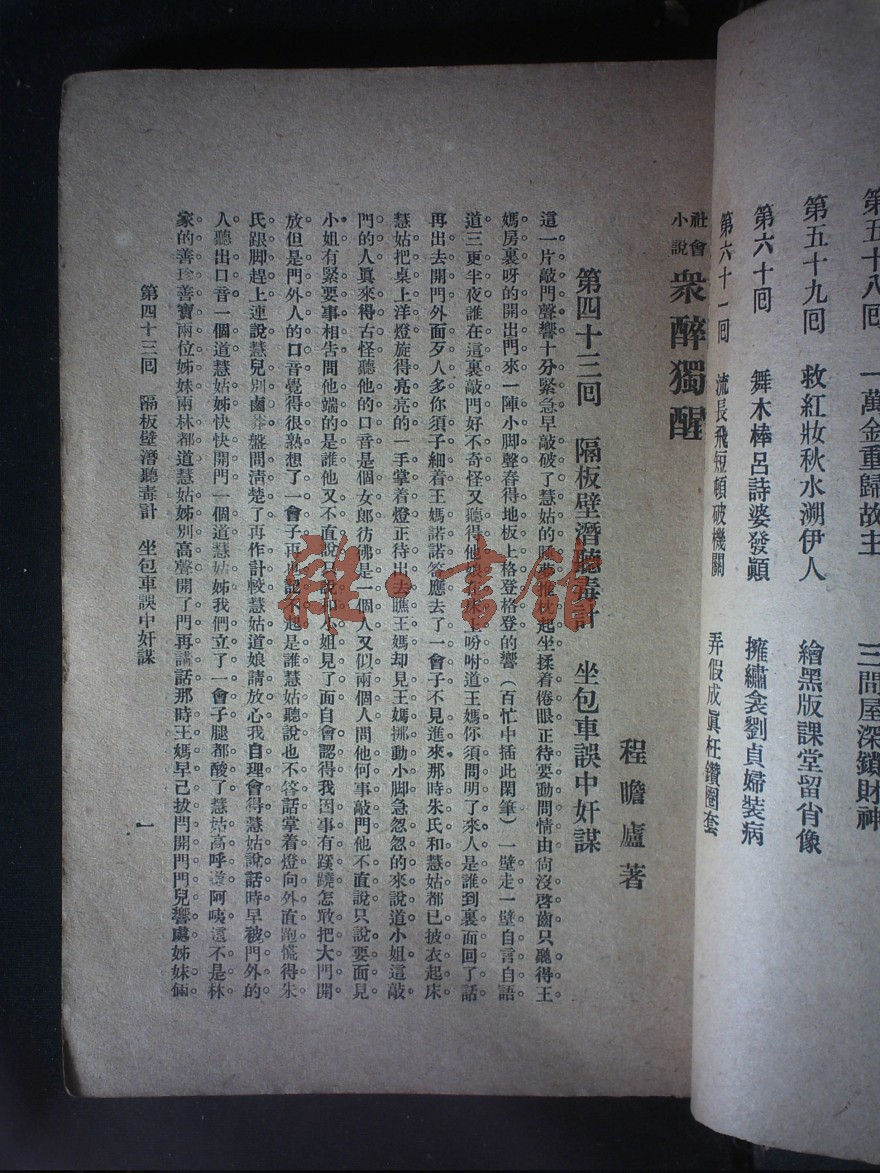 第五十八回　一萬金重歸故主　三間屋深鎖財神
第五十九回　救紅妝秋水溯伊人　繪黑版課堂留肖像
第六十回　舞木棒呂詩婆發顚　擁繡衾劉貞婦裝病
第六十一回　流長飛短頓破機關　弄假成眞枉鑽圈套
社會小說 衆醉獨醒
程瞻廬著
第四十三回　隔板壁潛聽毒計　坐包車誤中奸謀
這一片敲門聲響十分緊急早敲破了慧姑的睡夢推枕起坐揉着倦眼正待要動問情由尙沒啓齒只聽得王
媽房裏呀的開出門來一陣小脚聲舂得地板上格登格登的響（百忙中插此閑筆）一壁走一壁自言自語
道三更半夜誰在這裏敲門好不奇怪又聽得他娘在床上吩咐道王媽你須問明了來人是誰到裏面回了話
再出去開門外面歹人多你須子細着王媽諾諾答應去了一會子不見進來那時朱氏和慧姑都已披衣起床
慧姑把桌上洋燈旋得亮亮的一手掌着燈正待出去瞧王媽却見王媽挪動小脚急忽忽的來說道小姐這敲
門的人眞來得古怪聽他的口音是個女郎彷彿是一個人又似兩個人問他何事敲門他不直說只說要面見
小姐有緊要事相告問他端的是誰他又不直說只說和小姐見了面自會認得我因事有蹊蹺怎敢把大門開
放但是門外人的口音覺得很熟想了一會子再也記不起是誰慧姑聽說也不答話掌着燈向外直跑慌得朱
氏跟脚趕上連說慧兒別鹵莽盤問淸楚了再作計較慧姑道娘請放心我自理會得慧姑說話時早被門外的
人聽出口音一個道慧姑姊快快開門一個道慧姑姊我們立了一會子腿都酸了慧姑高呼道阿咦這不是林
家的善珍善寶兩位姊妹兩林都道慧姑姊別高聲開了門再講話那時王媽早已拔門開門門兒響處姊妹倆
第四十三回　隔板壁潛聽毒計　坐包車誤中奸謀　一
雜·書館